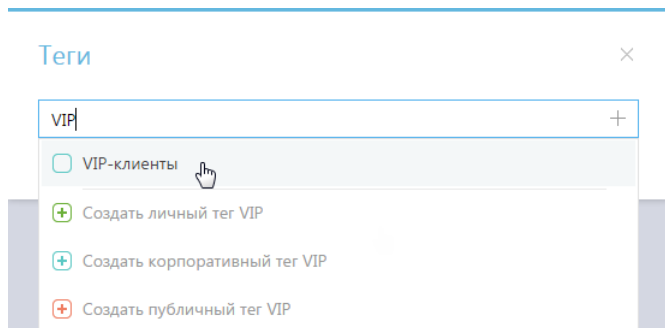 Теги
VIP
VIP-клиенты
Создать личный тег VIP
Создать корпоративный тег VIP
Создать публичный тег VIP